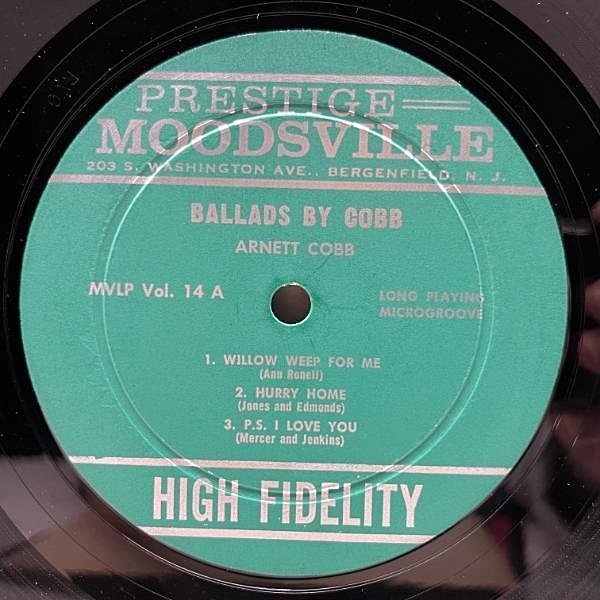 PRESTIGE
MOODSVILLE
203 S. WASHINGTON AVE., BERGENFIELD, N. J.
BALLADS BY COBB
ARNETT COBB
MVLP Vol. 14 A
LONG PLAYING
MICROGROOVE
1. WILLOW WEEP FOR ME
(Ann Ronell)
2. HURRY HOME
(Jones and Edmonds)
3. P.S. I LOVE YOU
(Mercer and Jenkins)
HIGH FIDELITY